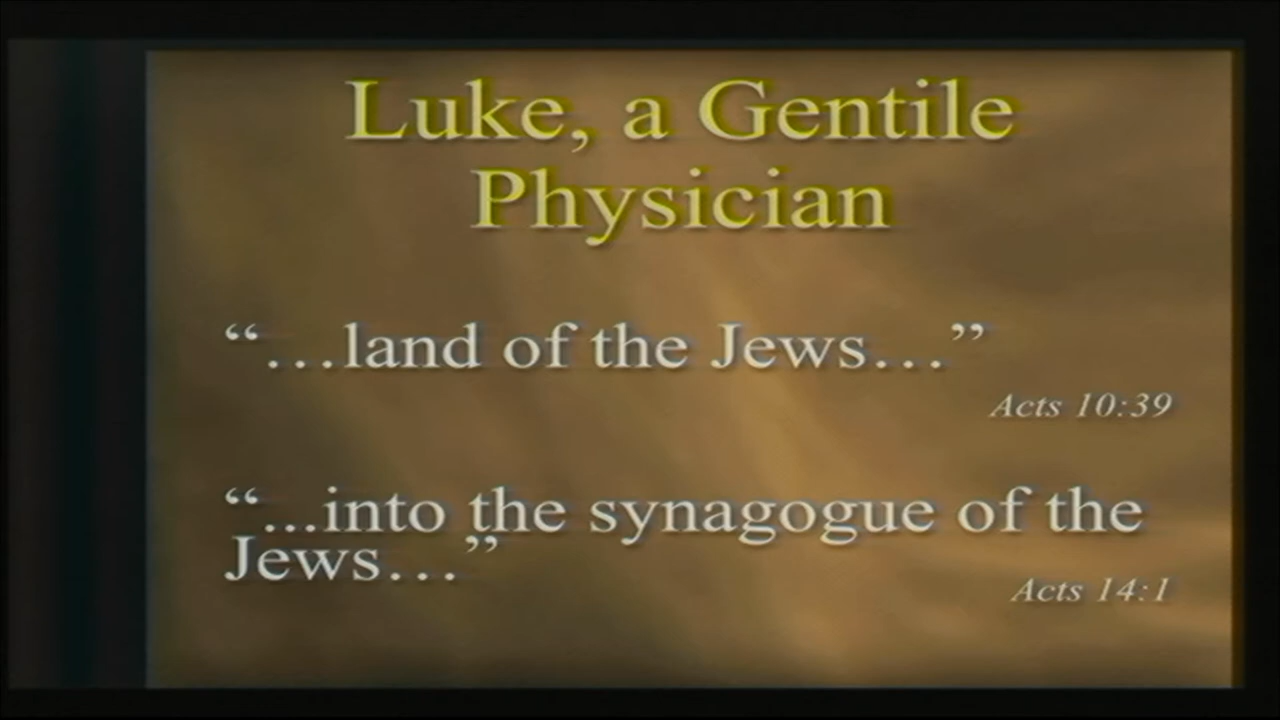 Luke, a Gentile
Physician
“…land of the Jews…”
Acts 10:39
“...into the synagogue of the
Jews…”
Acts 14:1